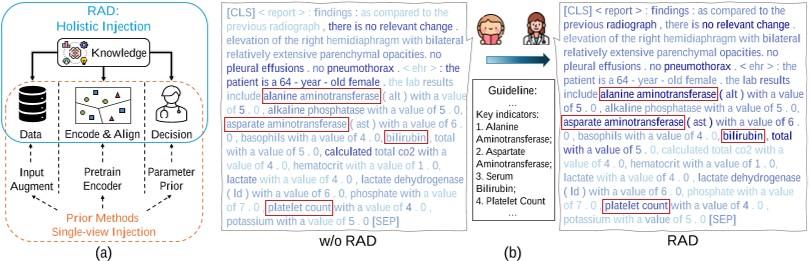 RAD:
Holistic Injection
Knowledge
Data
Encode & Align
Decision
Input
Augment
Pretrain
Encoder
Parameter
Prior
Prior Methods
Single-view Injection
(a)
[CLS] < report > : findings : as compared to the
previous radiograph , there is no relevant change .
elevation of the right hemidiaphragm with bilateral
relatively extensive parenchymal opacities. no
pleural effusions . no pneumothorax . < ehr > : the
patient is a 64 - year - old female . the lab results
include alanine aminotransferase ( alt ) with a value
of 5 . 0 , alkaline phosphatase with a value of 5 . 0 ,
asparate aminotransferase ( ast ) with a value of 6 .
0 , basophils with a value of 4 . 0 , bilirubin , total
with a value of 5 . 0 , calculated total co2 with a
value of 4 . 0 , hematocrit with a value of 1 . 0 ,
lactate with a value of 4 . 0 , lactate dehydrogenase
( ld ) with a value of 6 . 0 , phosphate with a value
of 7 . 0 , platelet count with a value of 4 . 0 ,
potassium with a value of 5 . 0 [SEP]
w/o RAD
Guideline:
...
Key indicators:
1. Alanine
Aminotransferase;
2. Aspartate
Aminotransferase;
3. Serum
Bilirubin;
4. Platelet Count
...
(b)
[CLS] < report > : findings : as compared to the
previous radiograph , there is no relevant change .
elevation of the right hemidiaphragm with bilateral
relatively extensive parenchymal opacities. no
pleural effusions . no pneumothorax . < ehr > : the
patient is a 64 - year - old female . the lab results
include alanine aminotransferase ( alt ) with a value
of 5 . 0 , alkaline phosphatase with a value of 5 . 0 ,
asparate aminotransferase ( ast ) with a value of 6 .
0 , basophils with a value of 4 . 0 , bilirubin , total
with a value of 5 . 0 , calculated total co2 with a
value of 4 . 0 , hematocrit with a value of 1 . 0 ,
lactate with a value of 4 . 0 , lactate dehydrogenase
( ld ) with a value of 6 . 0 , phosphate with a value
of 7 . 0 , platelet count with a value of 4 . 0 ,
potassium with a value of 5 . 0 [SEP]
RAD